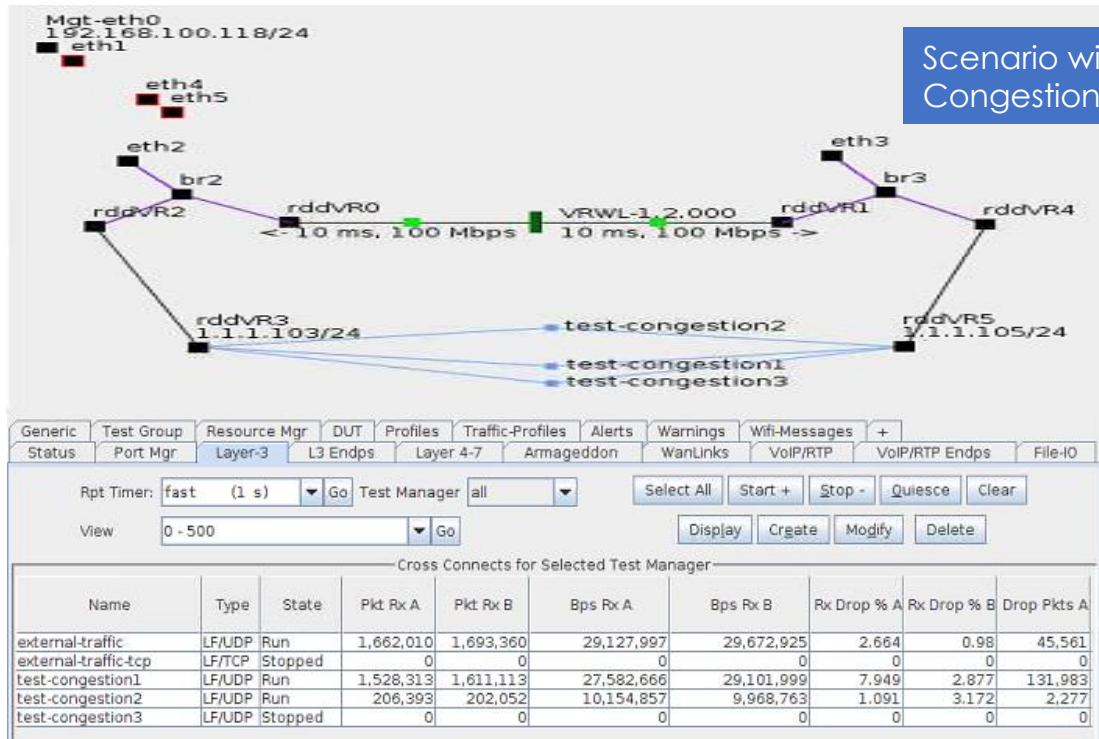 Mgt-eth0
192.168.100.118/24
eth1
Scenario wi
Congestion
eth4
eth5
eth2
eth3
br2
br3
rddVR2
rddVR0
VRWL-1.2.000
rddVR1
rddVR4
<- 10 ms, 100 Mbps
10 ms, 100 Mbps ->
rddVR3
1.1.1.103/24
test-congestion2
rddVR5
1.1.1.105/24
test-congestion1
test-congestion3
Generic Test Group Resource Mgr DUT Profiles Traffic-Profiles Alerts Warnings Wifi-Messages +
Status Port Mgr Layer-3 L3 Endps Layer 4-7 Armageddon WanLinks VoIP/RTP VoIP/RTP Endps File-IO
Rpt Timer: fast (1 s) Go Test Manager all Select All Start + Stop - Quiesce Clear
View 0 - 500 Go Display Create Modify Delete
Cross Connects for Selected Test Manager
Name Type State Pkt Rx A Pkt Rx B Bps Rx A Bps Rx B Rx Drop % A Rx Drop % B Drop Pkts A
external-traffic LF/UDP Run 1,662,010 1,693,360 29,127,997 29,672,925 2.664 0.98 45,561
external-traffic-tcp LF/TCP Stopped 0 0 0 0 0 0 0
test-congestion1 LF/UDP Run 1,528,313 1,611,113 27,582,666 29,101,999 7.949 2.877 131,983
test-congestion2 LF/UDP Run 206,393 202,052 10,154,857 9,968,763 1.091 3.172 2,277
test-congestion3 LF/UDP Stopped 0 0 0 0 0 0 0